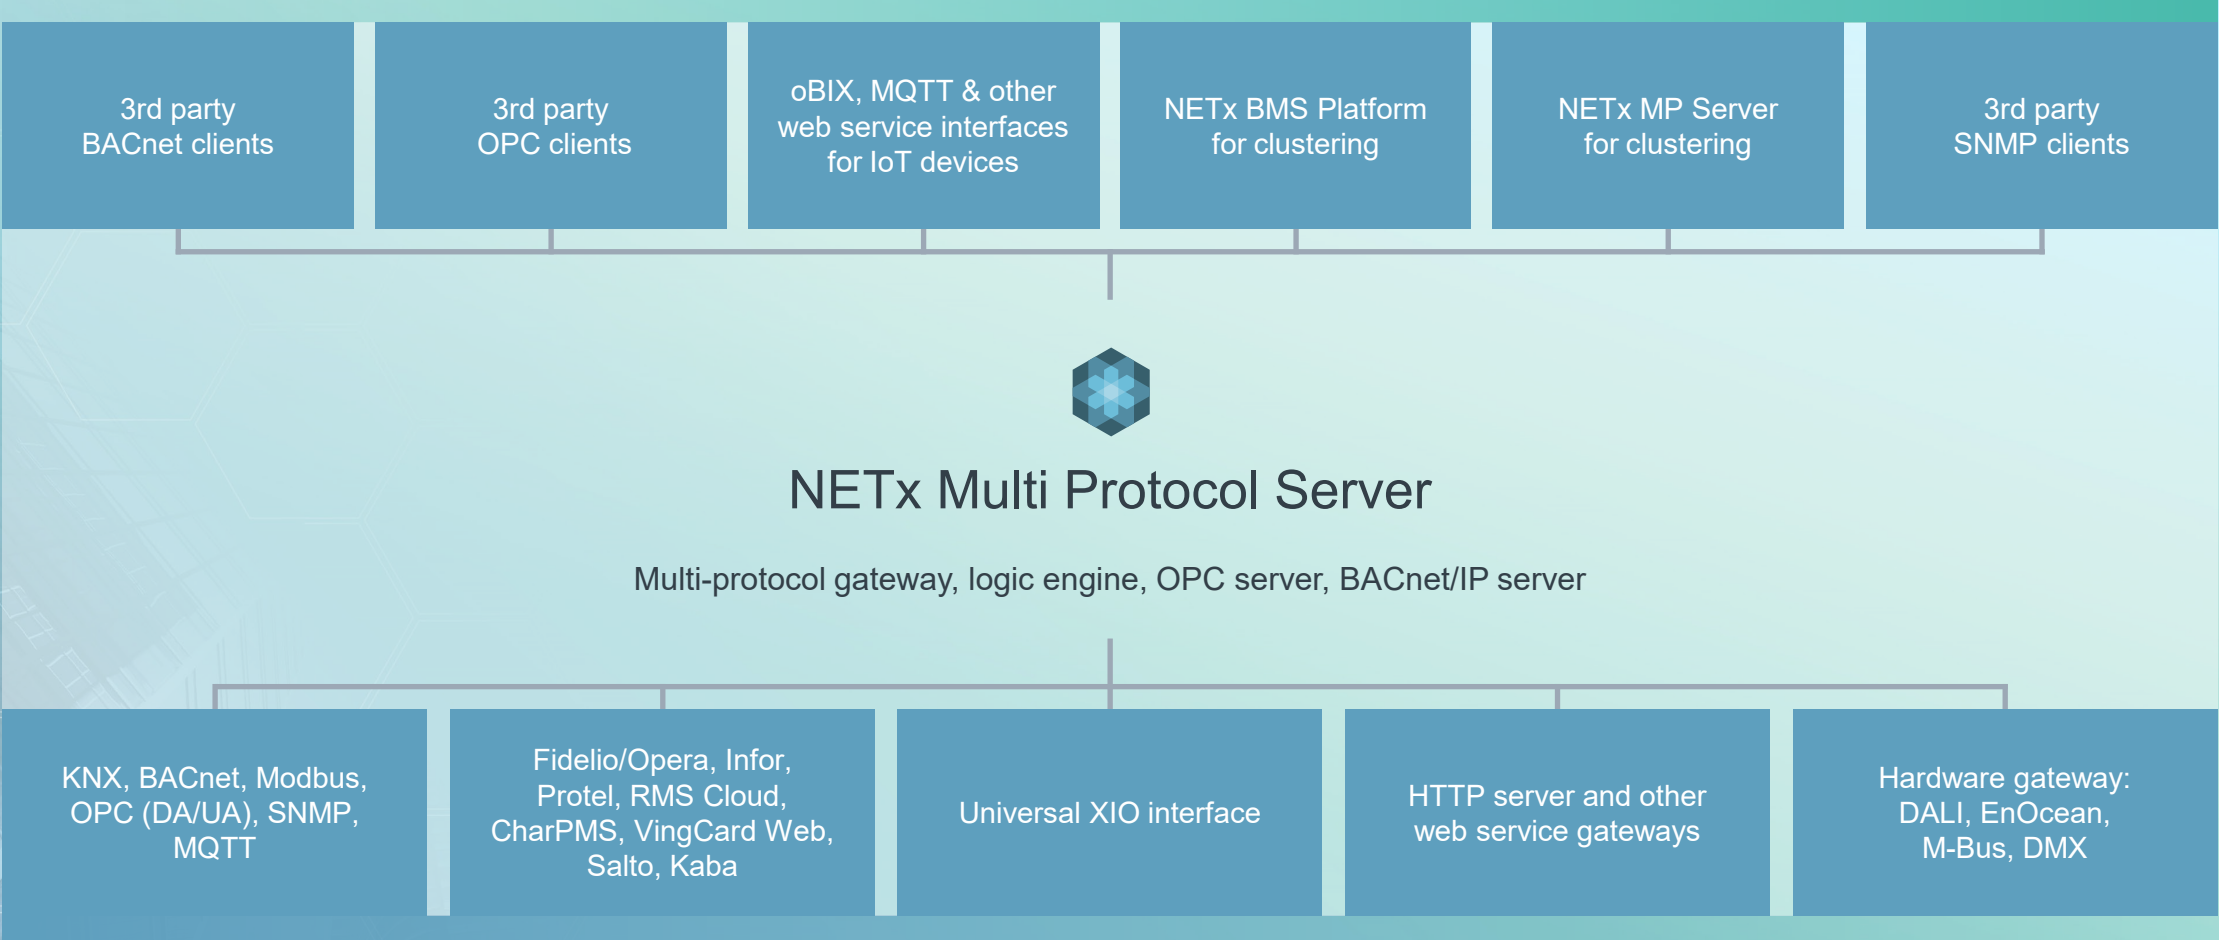 3rd party
BACnet clients
3rd party
OPC clients
oBIX, MQTT & other
web service interfaces
for IoT devices
NETx BMS Platform
for clustering
NETx MP Server
for clustering
3rd party
SNMP clients
NETx Multi Protocol Server
Multi-protocol gateway, logic engine, OPC server, BACnet/IP server
KNX, BACnet, Modbus,
OPC (DA/UA), SNMP,
MQTT
Fidelio/Opera, Infor,
Protel, RMS Cloud,
CharPMS, VingCard Web,
Salto, Kaba
Universal XIO interface
HTTP server and other
web service gateways
Hardware gateway:
DALI, EnOcean,
M-Bus, DMX